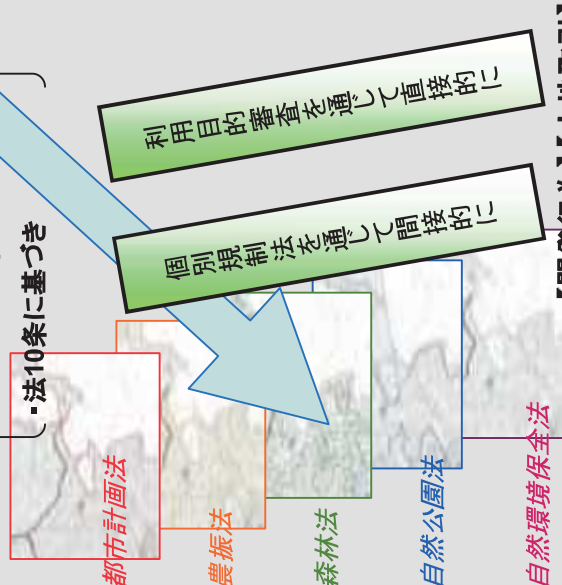 ・法10条に基づき
利用目的審査を通じて直接的に
個別規制法を通じて間接的に
都市計画法
農振法
森林法
自然公園法
自然環境保全法